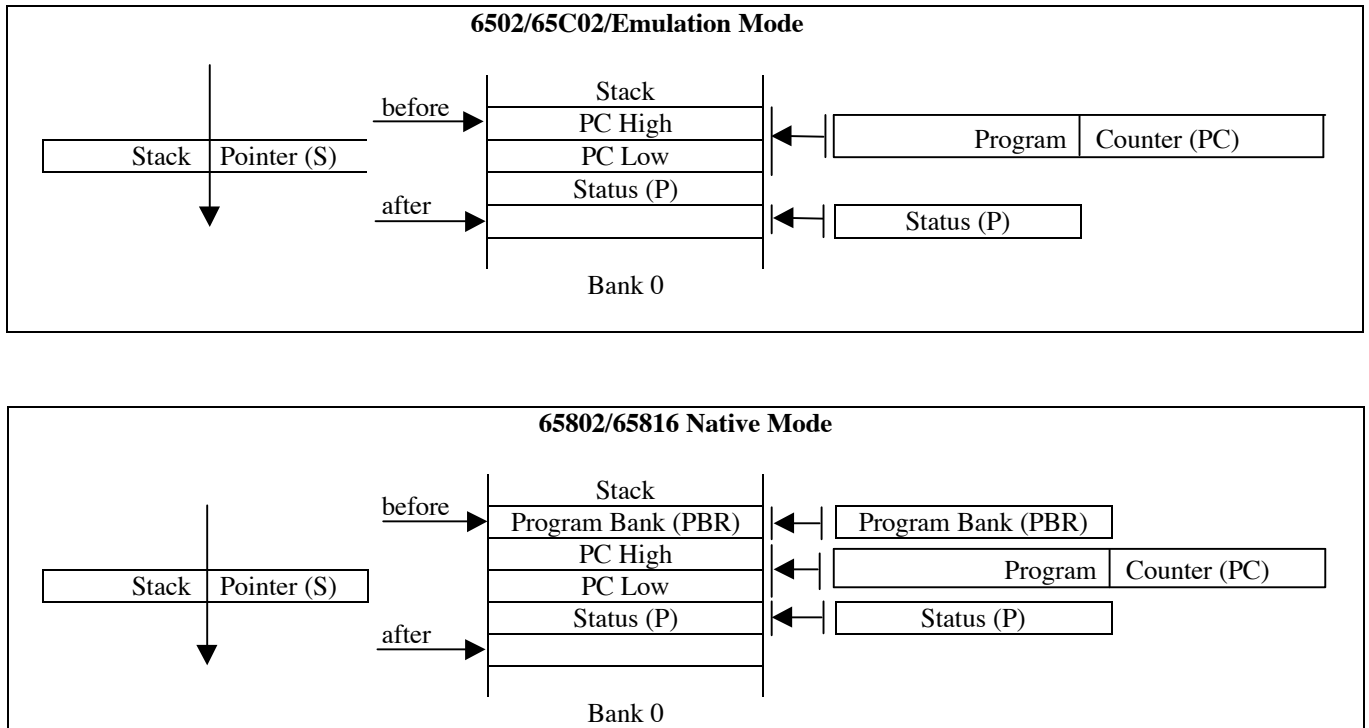 6502/65C02/Emulation Mode
Stack
before
PC High
Program Counter (PC)
Stack Pointer (S)
PC Low
Status (P)
after
Status (P)
Bank 0
65802/65816 Native Mode
Stack
before
Program Bank (PBR)
Program Bank (PBR)
PC High
Program Counter (PC)
Stack Pointer (S)
PC Low
Status (P)
Status (P)
after
Bank 0